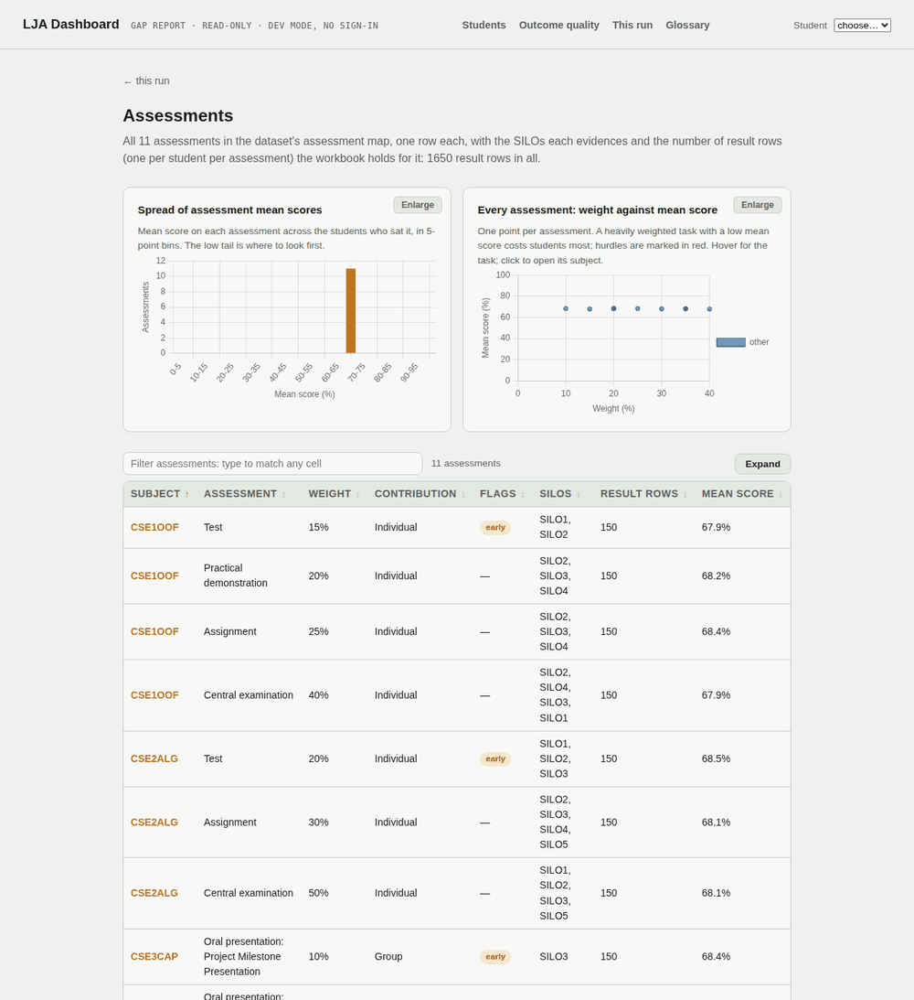 LJA Dashboard GAP REPORT · READ-ONLY · DEV MODE, NO SIGN-IN Students Outcome quality This run Glossary Student choose...
← this run
Assessments
All 11 assessments in the dataset's assessment map, one row each, with the SILOs each evidences and the number of result rows
(one per student per assessment) the workbook holds for it: 1650 result rows in all.
Spread of assessment mean scores
Enlarge
Mean score on each assessment across the students who sat it, in 5-
point bins. The low tail is where to look first.
12
10
8
6
4
2
0
Assessments
0-5 10-15 20-25 30-35 40-45 50-55 60-65 70-75 80-85 90-95
Mean score (%)
Every assessment: weight against mean score
Enlarge
One point per assessment. A heavily weighted task with a low mean
score costs students most; hurdles are marked in red. Hover for the
task; click to open its subject.
100
80
60
40
20
0
Mean score (%)
0 10 20 30 40
Weight (%)
other
Filter assessments: type to match any cell 11 assessments Expand
SUBJECT ↑ ASSESSMENT ↕ WEIGHT ↕ CONTRIBUTION ↕ FLAGS ↕ SILOS ↕ RESULT ROWS ↕ MEAN SCORE ↕
CSE1OOF Test 15% Individual early SILO1, 150 67.9%
SILO2
CSE1OOF Practical 20% Individual — SILO2, 150 68.2%
demonstration SILO3,
SILO4
CSE1OOF Assignment 25% Individual — SILO2, 150 68.4%
SILO3,
SILO4
CSE1OOF Central examination 40% Individual — SILO2, 150 67.9%
SILO4,
SILO3,
SILO1
CSE2ALG Test 20% Individual early SILO1, 150 68.5%
SILO2,
SILO3
CSE2ALG Assignment 30% Individual — SILO2, 150 68.1%
SILO3,
SILO4,
SILO5
CSE2ALG Central examination 50% Individual — SILO1, 150 68.1%
SILO2,
SILO3,
SILO5
CSE3CAP Oral presentation: 10% Group early SILO3 150 68.4%
Project Milestone
Presentation
Oral presentation: